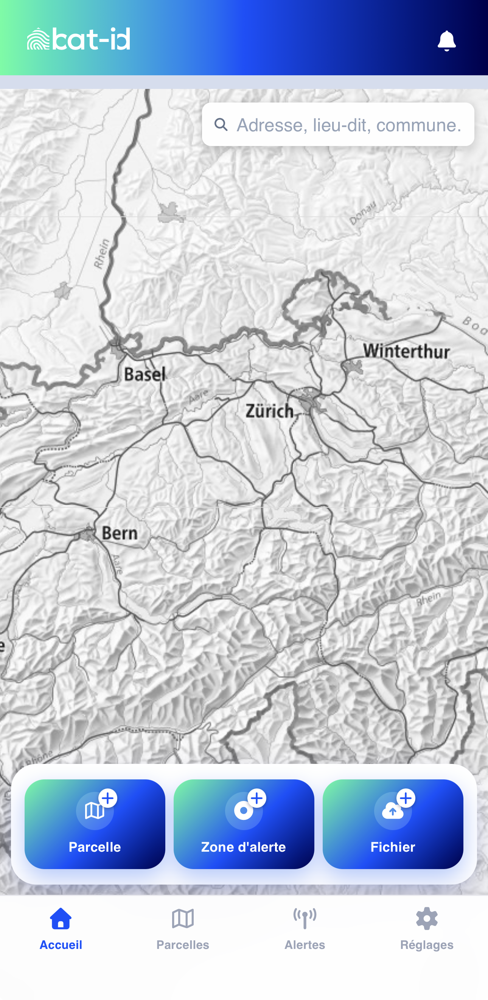 bat-id
Adresse, lieu-dit, commune.
Donau
Rhein
Winterthur
Basel
Aare
Zürich
Bern
Aare
Rhein
Rhône
Parcelle
Zone d'alerte
Fichier
Accueil
Parcelles
Alertes
Réglages